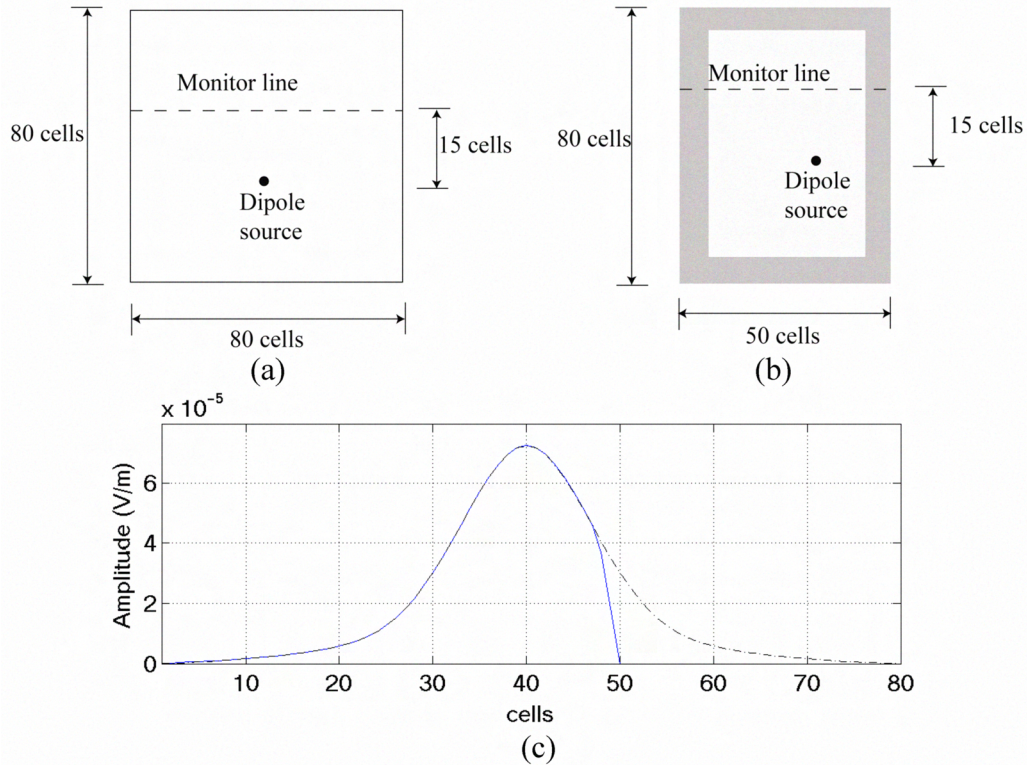 Monitor line
80 cells
15 cells
Dipole
source
80 cells
(a)
Monitor line
80 cells
15 cells
Dipole
source
50 cells
(b)
x 10⁻⁵
Amplitude (V/m)
6
4
2
0
10 20 30 40 50 60 70 80
cells
(c)